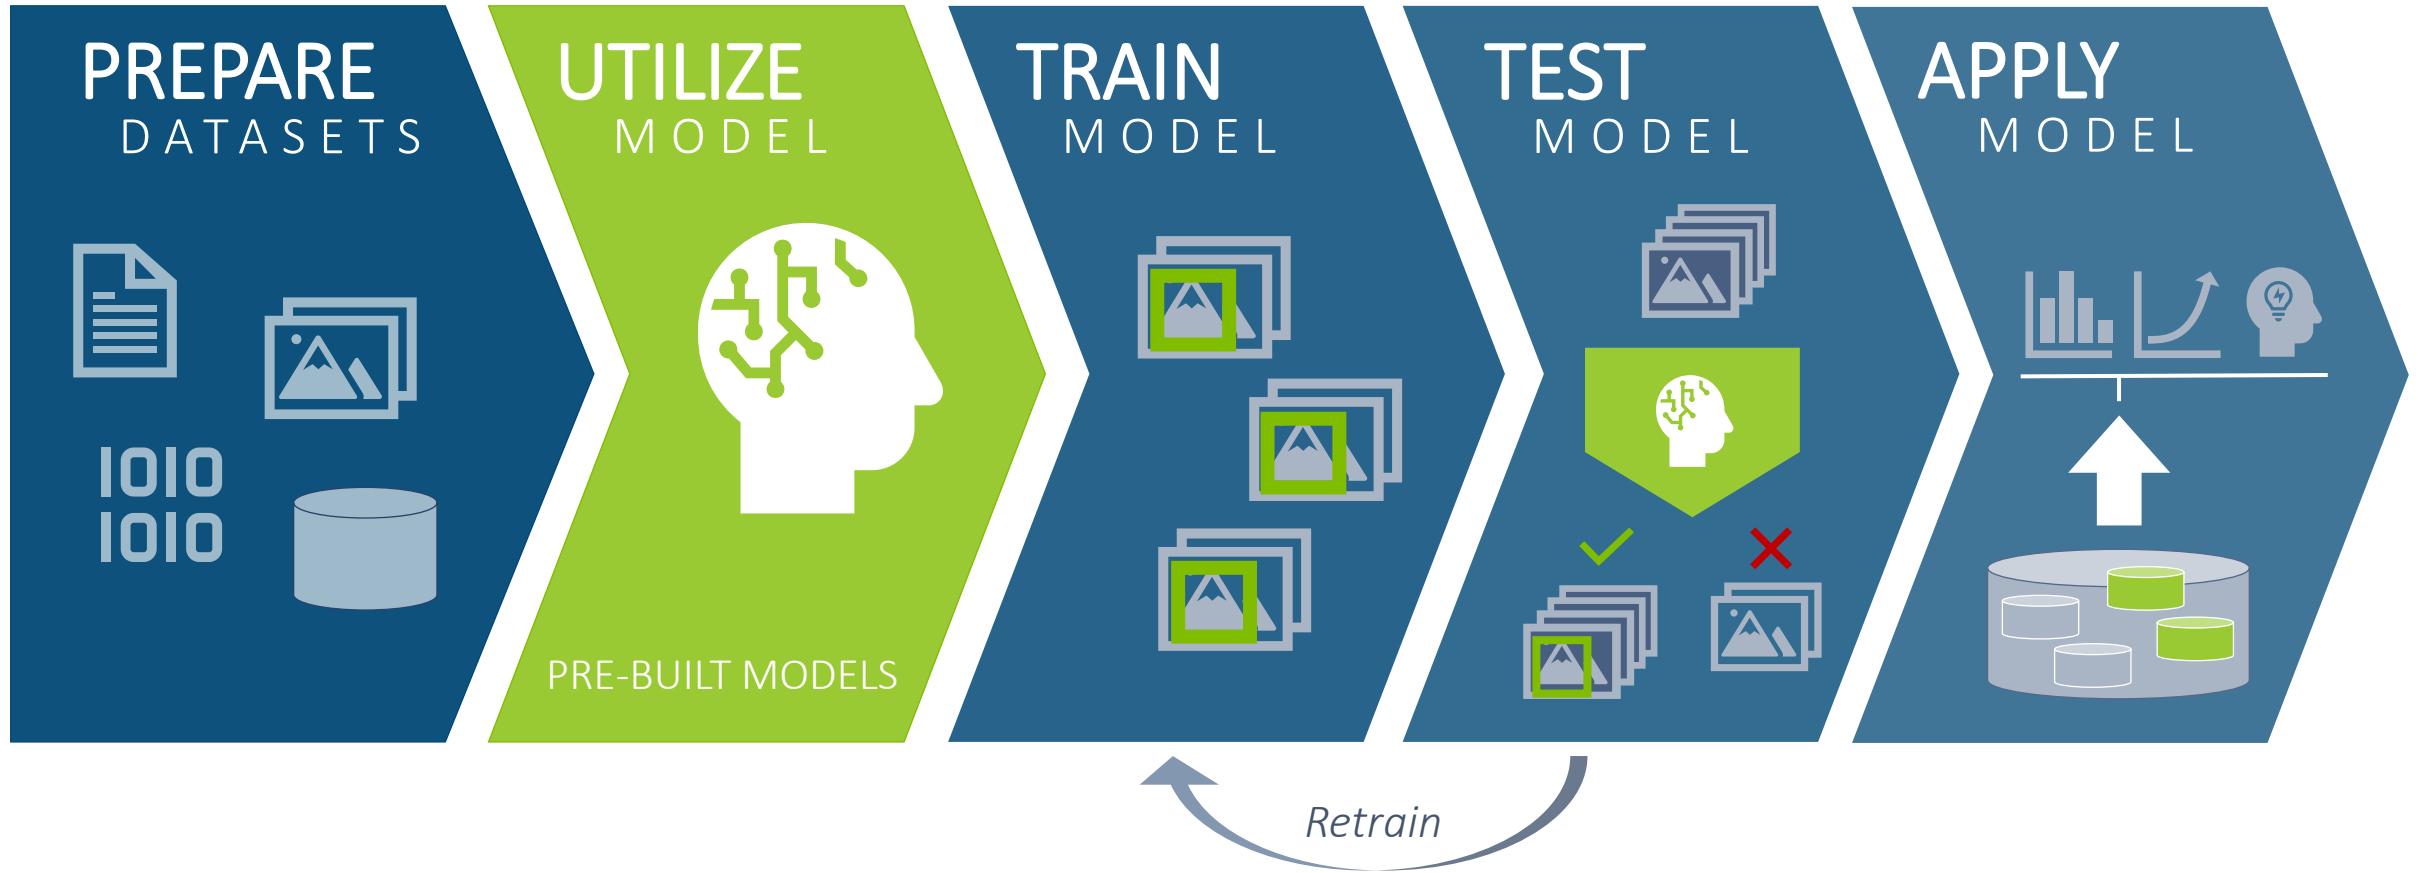 PREPARE
DATASETS
UTILIZE
MODEL
PRE-BUILT MODELS
TRAIN
MODEL
TEST
MODEL
APPLY
MODEL
1010
1010
Retrain